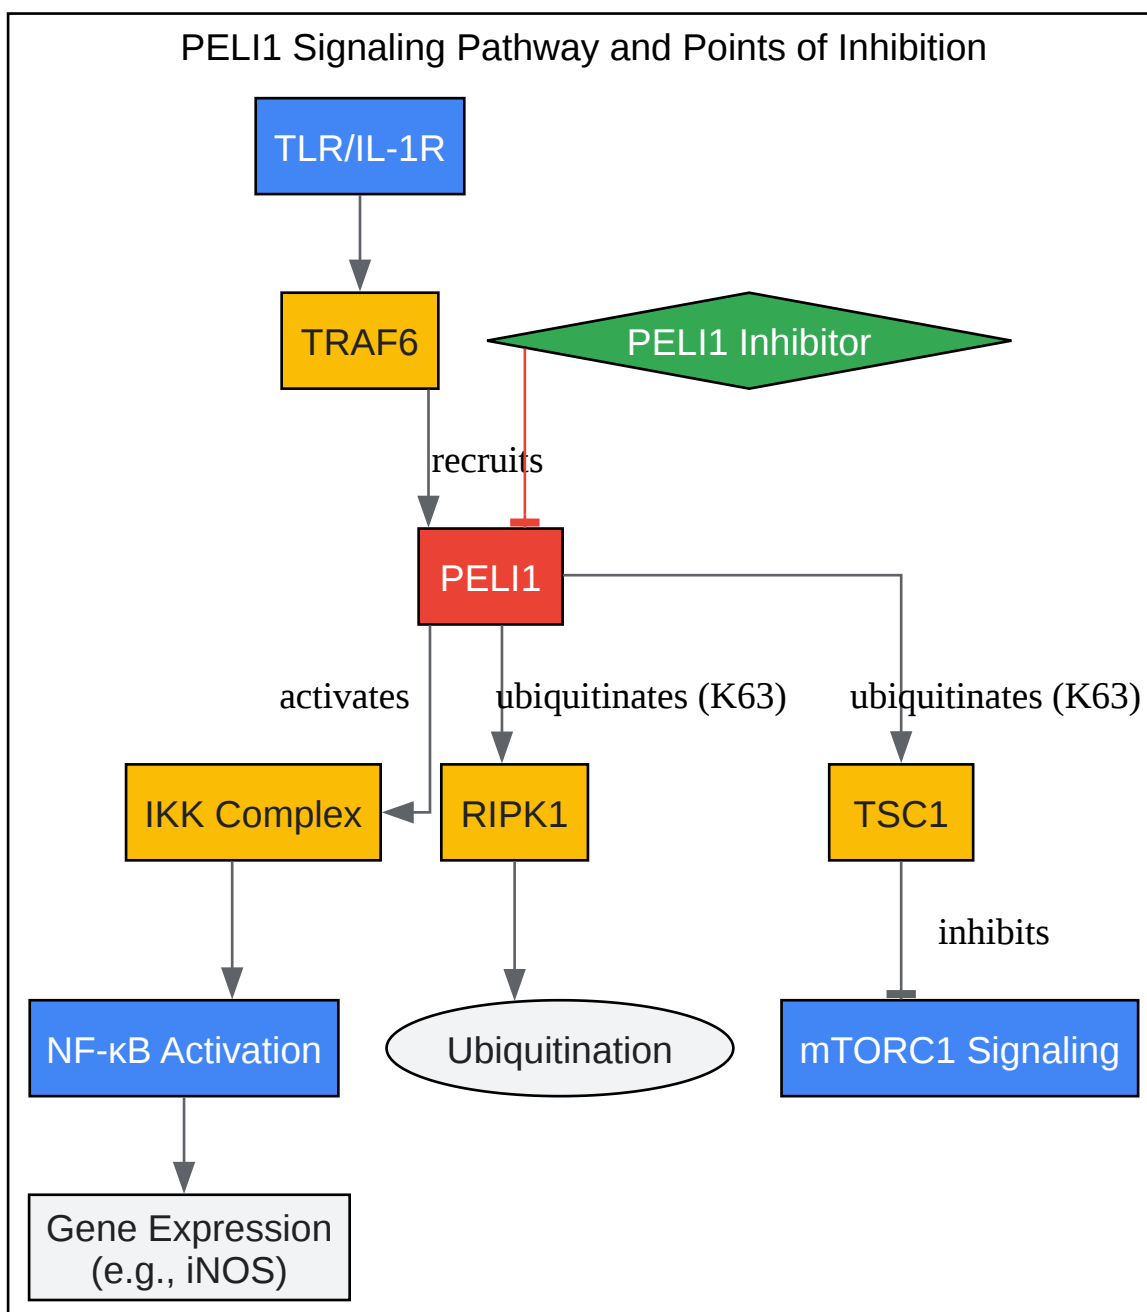 PELI1 Signaling Pathway and Points of Inhibition
TLR/IL-1R
TRAF6
PELI1 Inhibitor
recruits
PELI1
activates
ubiquitinates (K63)
ubiquitinates (K63)
IKK Complex
RIPK1
TSC1
inhibits
NF-κB Activation
Ubiquitination
mTORC1 Signaling
Gene Expression
(e.g., iNOS)